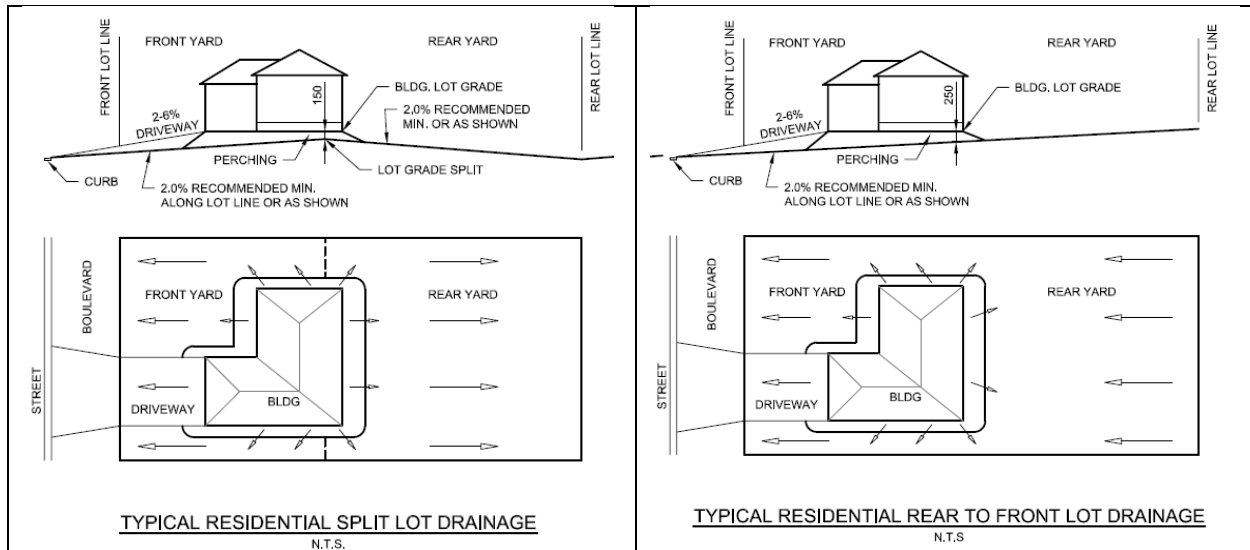 FRONT LOT LINE
FRONT YARD
REAR YARD
REAR LOT LINE
150
BLDG. LOT GRADE
2.0% RECOMMENDED
MIN. OR AS SHOWN
2-6%
DRIVEWAY
PERCHING
LOT GRADE SPLIT
CURB
2.0% RECOMMENDED MIN.
ALONG LOT LINE OR AS SHOWN
STREET
BOULEVARD
FRONT YARD
REAR YARD
DRIVEWAY
BLDG
TYPICAL RESIDENTIAL SPLIT LOT DRAINAGE
N.T.S.
FRONT LOT LINE
FRONT YARD
REAR YARD
REAR LOT LINE
250
BLDG. LOT GRADE
2-6%
DRIVEWAY
PERCHING
CURB
2.0% RECOMMENDED MIN.
ALONG LOT LINE OR AS SHOWN
STREET
BOULEVARD
FRONT YARD
REAR YARD
DRIVEWAY
BLDG
TYPICAL RESIDENTIAL REAR TO FRONT LOT DRAINAGE
N.T.S